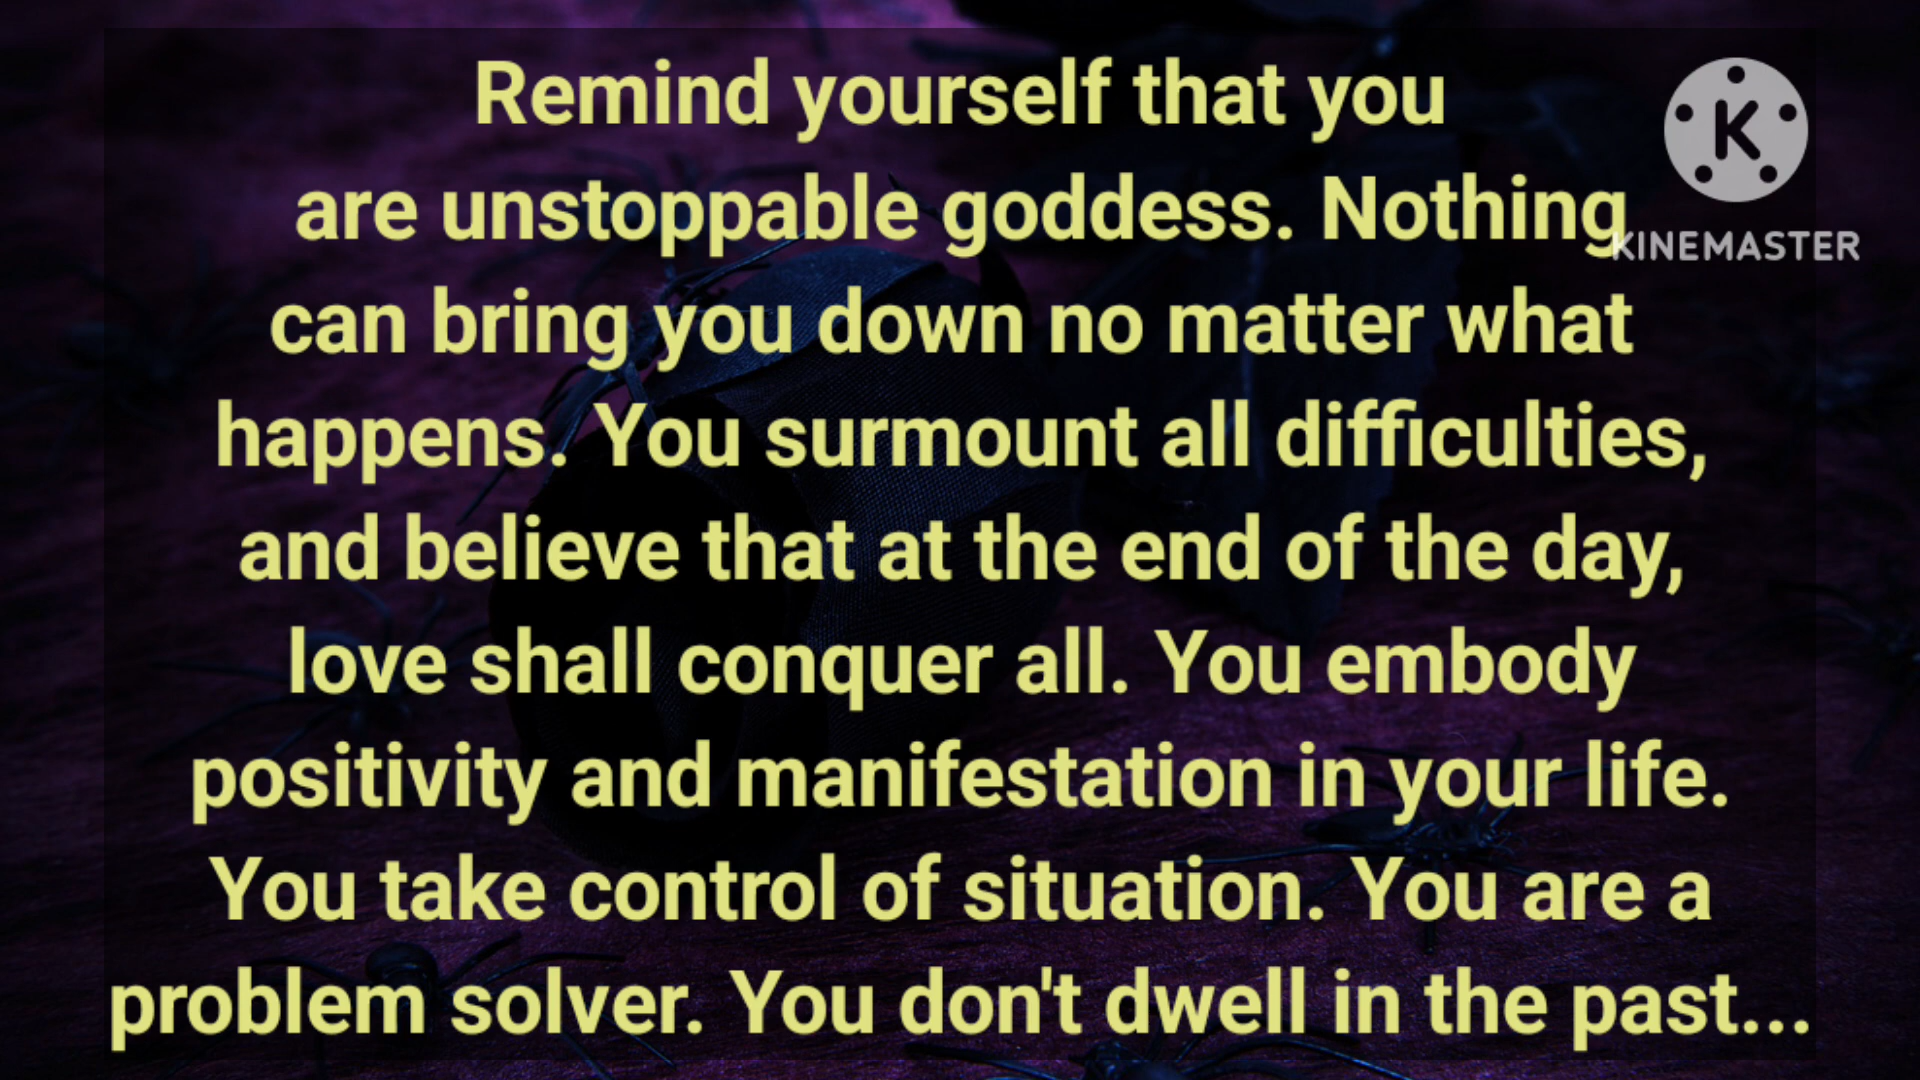 Remind yourself that you
are unstoppable goddess. Nothing
can bring you down no matter what
happens. You surmount all difficulties,
and believe that at the end of the day,
love shall conquer all. You embody
positivity and manifestation in your life.
You take control of situation. You are a
problem solver. You don't dwell in the past...
K
KINEMASTER